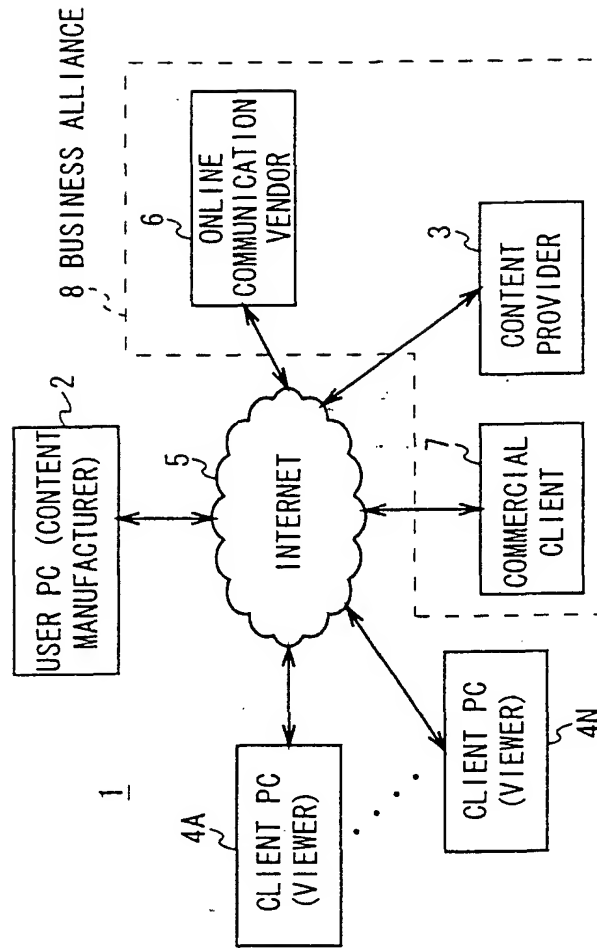 1
USER PC (CONTENT
MANUFACTURER)
2
8 BUSINESS ALLIANCE
6
ONLINE
COMMUNICATION
VENDOR
5
INTERNET
4A
CLIENT PC
(VIEWER)
CLIENT PC
(VIEWER)
4N
7
COMMERCIAL
CLIENT
3
CONTENT
PROVIDER